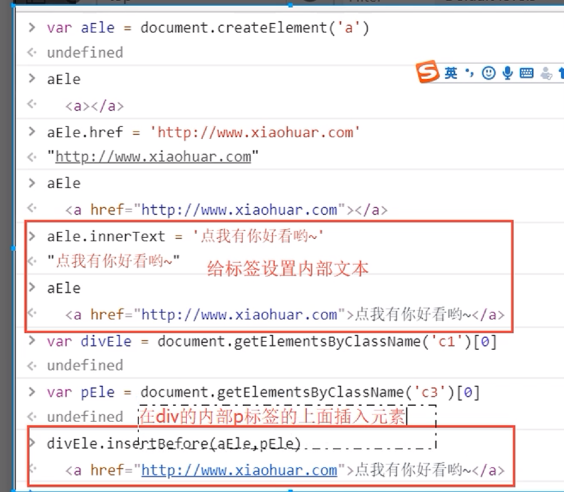 > var aEle = document.createElement('a')
< undefined
> aEle
< <a></a>
英
> aEle.href = 'http://www.xiaohuar.com'
< "http://www.xiaohuar.com"
> aEle
< <a href="http://www.xiaohuar.com"></a>
> aEle.innerText = '点我有你好看哟~'
< "点我有你好看哟~"
给标签设置内部文本
> aEle
< <a href="http://www.xiaohuar.com">点我有你好看哟~</a>
> var divEle = document.getElementsByClassName('c1')[0]
< undefined
> var pEle = document.getElementsByClassName('c3')[0]
< undefined
在div的内部p标签的上面插入元素
> divEle.insertBefore(aEle,pEle)
< <a href="http://www.xiaohuar.com">点我有你好看哟~</a>